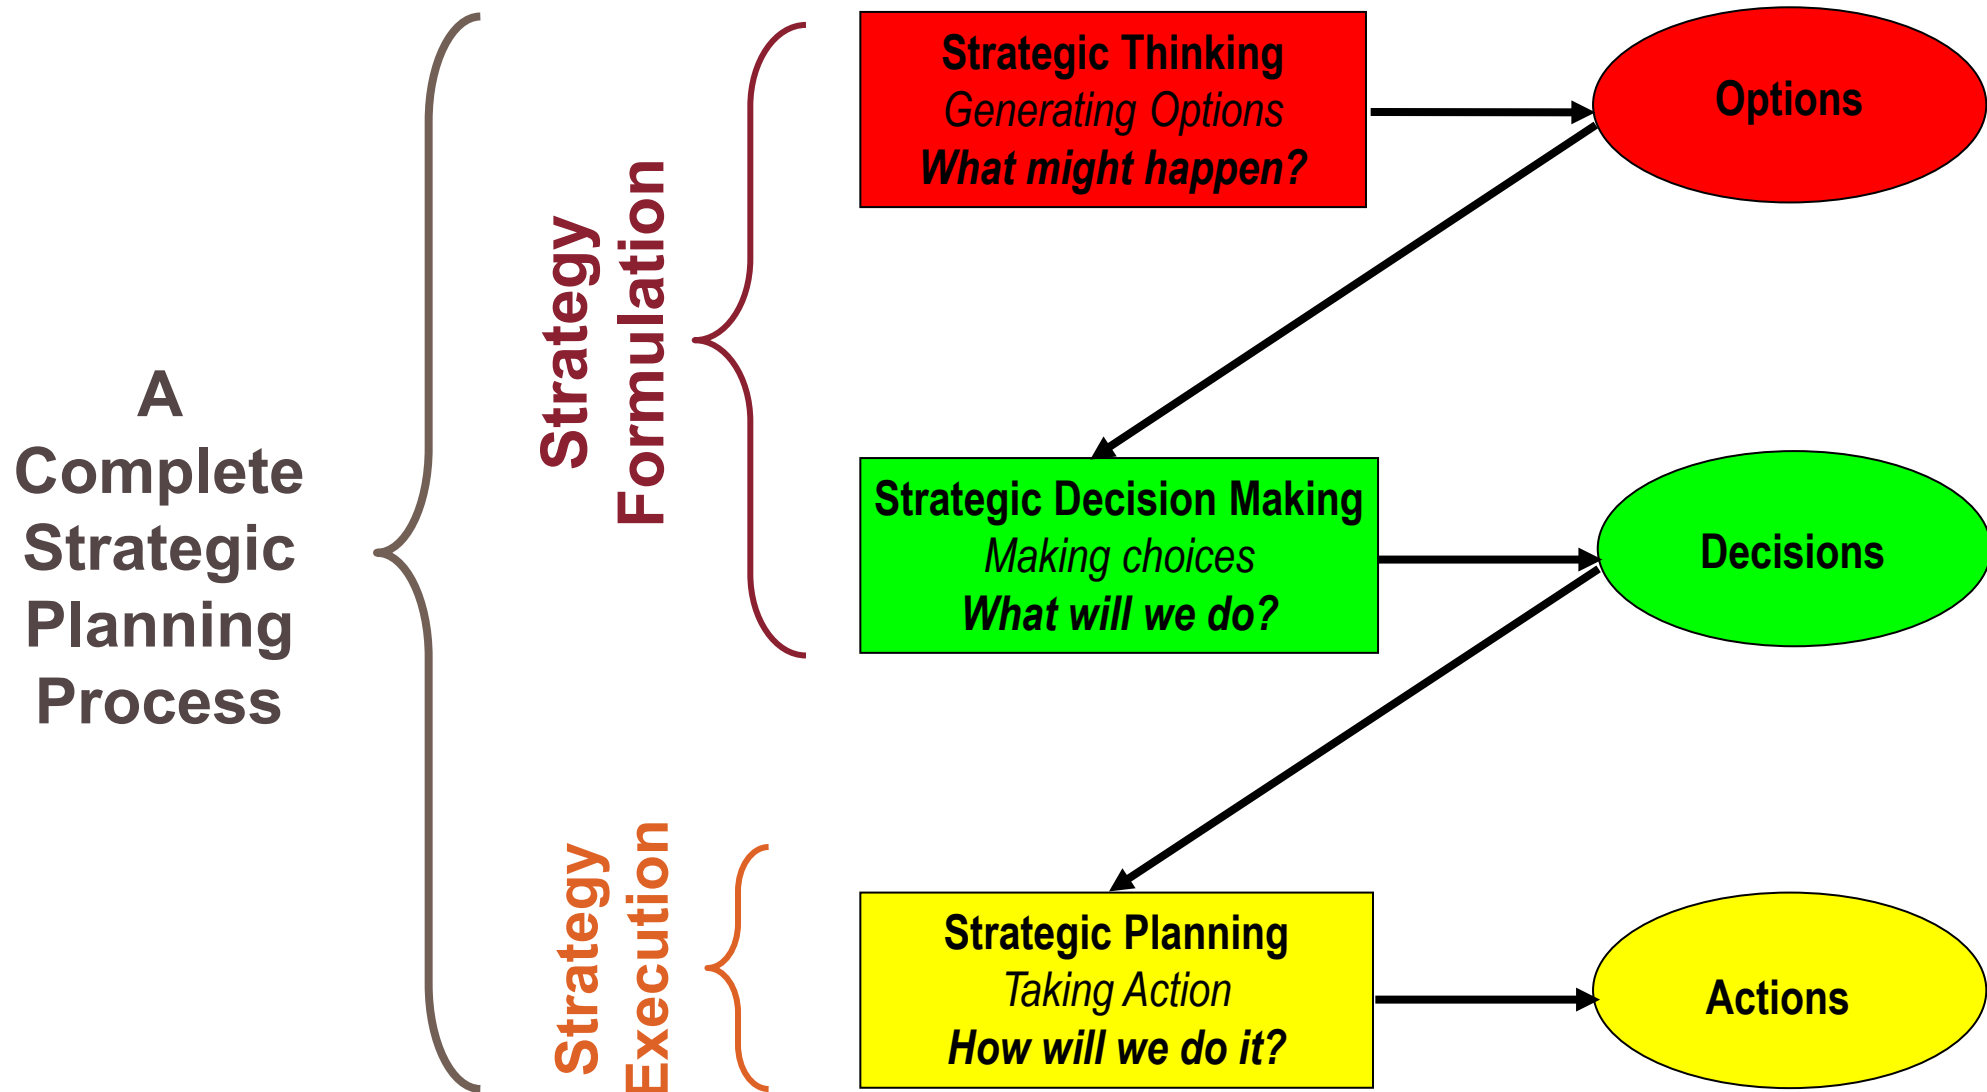 A
Complete
Strategic
Planning
Process
Strategy
Formulation
Strategic Thinking
Generating Options
What might happen?
Options
Strategic Decision Making
Making choices
What will we do?
Decisions
Strategy
Execution
Strategic Planning
Taking Action
How will we do it?
Actions